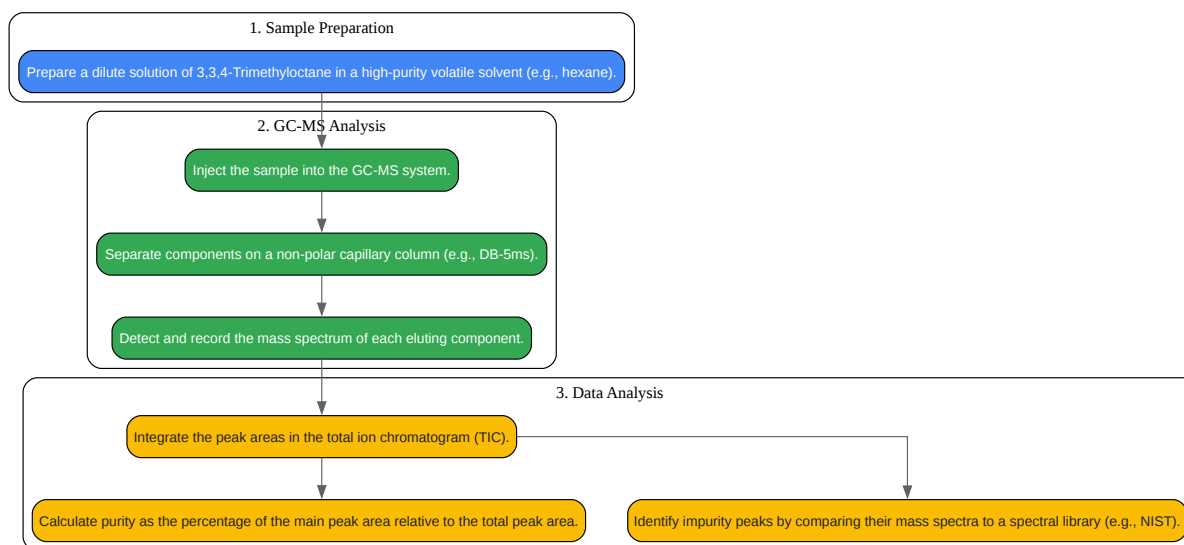 1. Sample Preparation
Prepare a dilute solution of 3,3,4-Trimethyloctane in a high-purity volatile solvent (e.g., hexane).
2. GC-MS Analysis
Inject the sample into the GC-MS system.
Separate components on a non-polar capillary column (e.g., DB-5ms).
Detect and record the mass spectrum of each eluting component.
3. Data Analysis
Integrate the peak areas in the total ion chromatogram (TIC).
Calculate purity as the percentage of the main peak area relative to the total peak area.
Identify impurity peaks by comparing their mass spectra to a spectral library (e.g., NIST).